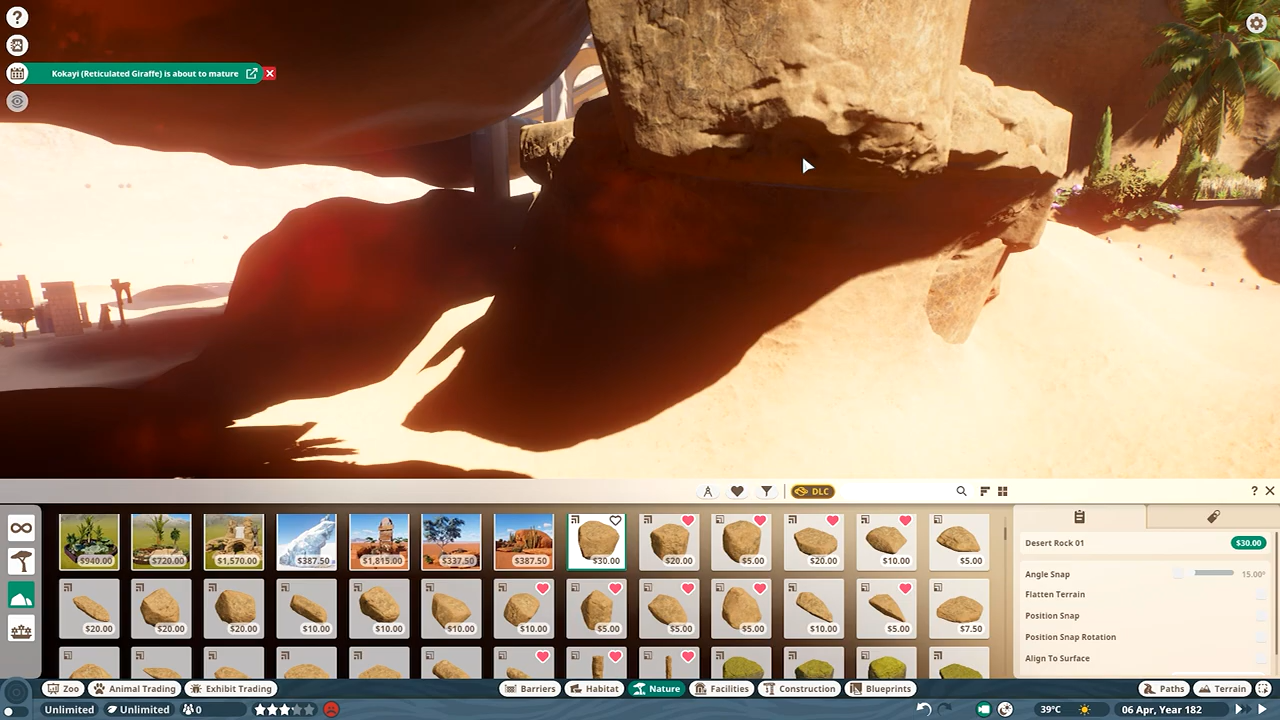 ?
Kokayi (Reticulated Giraffe) is about to mature
DLC
?
$940.00 $720.00 $1,570.00 $387.50 $1,815.00 $337.50 $387.50 $30.00 $20.00 $5.00 $20.00 $10.00 $5.00
$20.00 $20.00 $20.00 $10.00 $10.00 $10.00 $10.00 $5.00 $5.00 $5.00 $10.00 $5.00 $7.50
Desert Rock 01 $30.00
Angle Snap 15.00°
Flatten Terrain
Position Snap
Position Snap Rotation
Align To Surface
Zoo Animal Trading Exhibit Trading Barriers Habitat Nature Facilities Construction Blueprints Paths Terrain
Unlimited Unlimited 0 39°C 06 Apr, Year 182